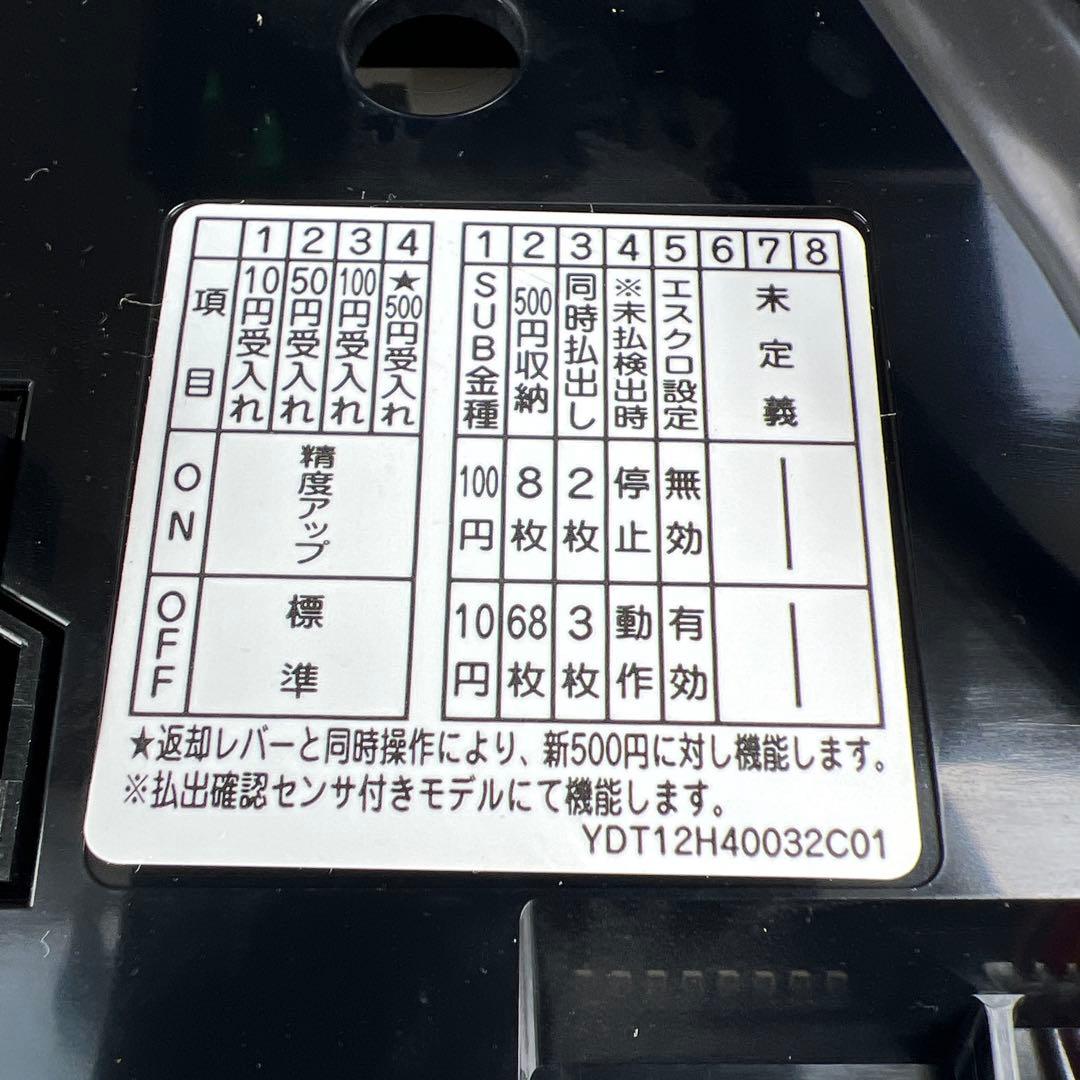 1 2 3 4 1 2 3 4 5 6 7 8
項目
10円受入れ
50円受入れ
100円受入れ
★500円受入れ
SUB金種
500円収納
同時払出し
※未払検出時
エスクロ設定
未定義
ON
精度アップ
100円
8枚
2枚
停止
無効
—
OFF
標準
10円
68枚
3枚
動作
有効
—
★返却レバーと同時操作により、新500円に対し機能します。
※払出確認センサ付きモデルにて機能します。
YDT12H40032C01